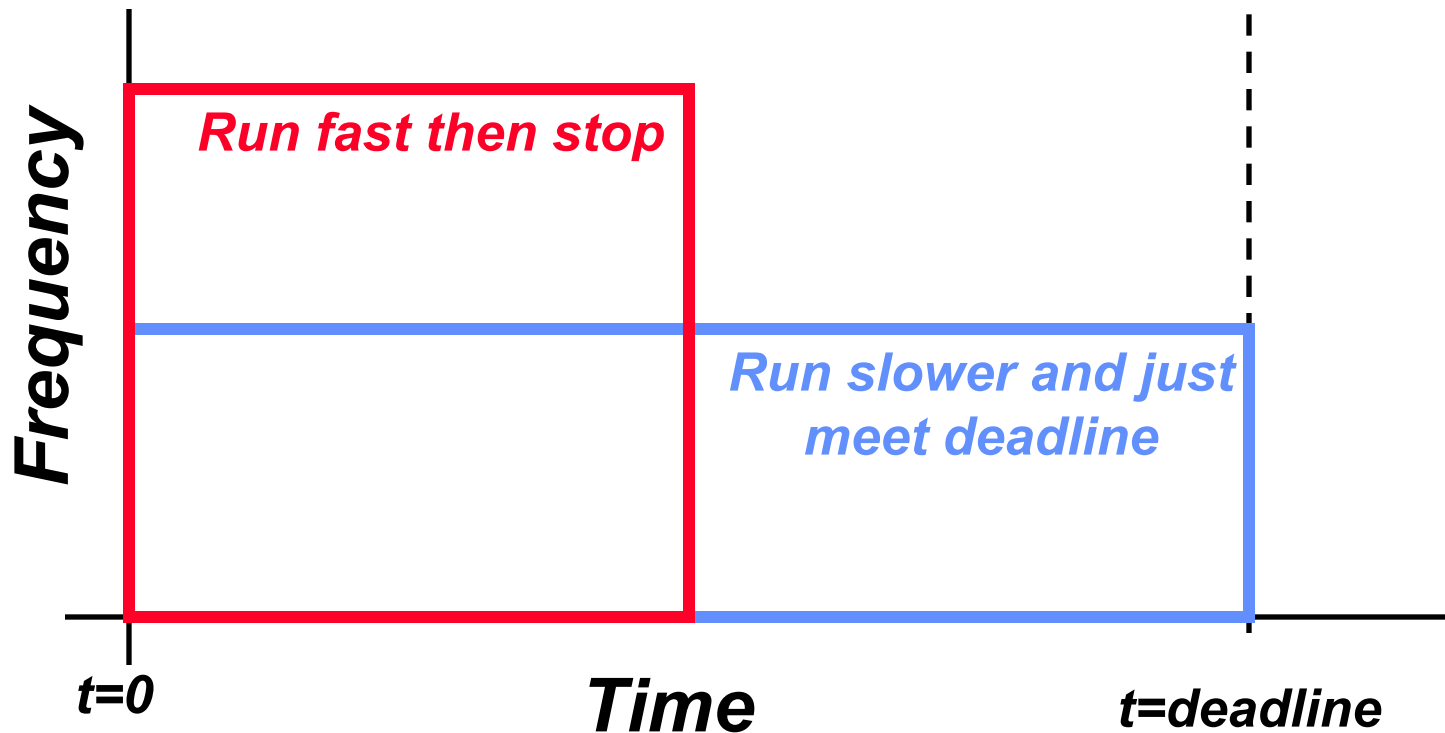 Frequency
Run fast then stop
Run slower and just
meet deadline
t=0
Time
t=deadline